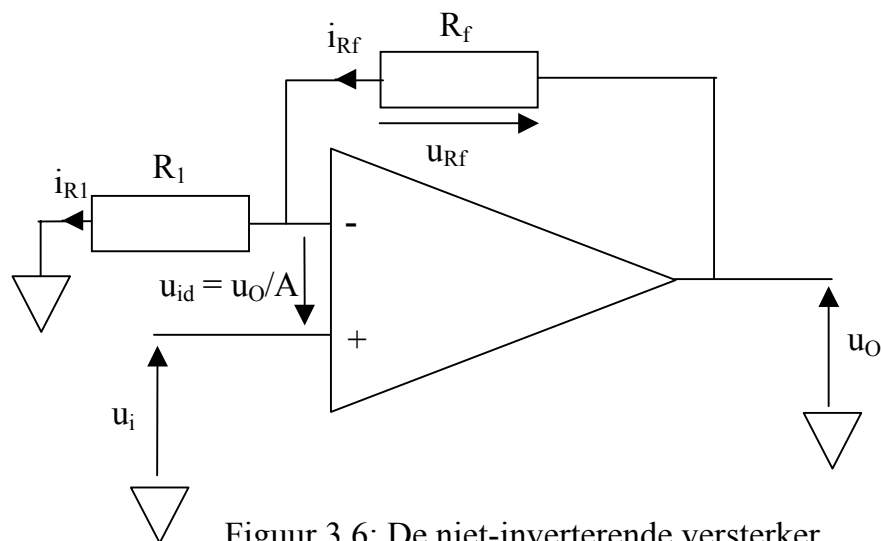 i_Rf
R_f
u_Rf
i_R1
R_1
-
u_id = u_O/A
+
u_O
u_i
Figuur 3.6: De niet-inverterende versterker